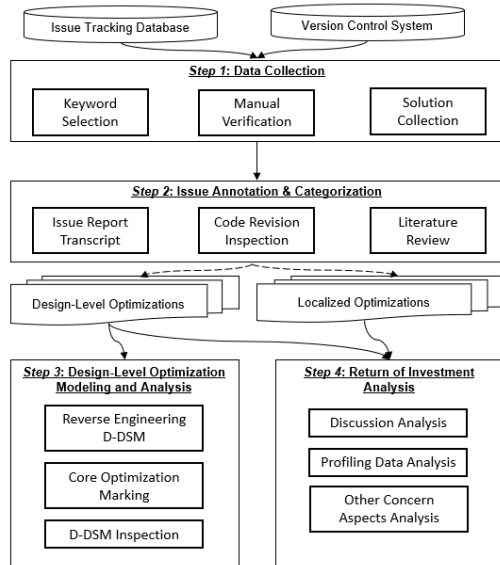 Issue Tracking Database
Version Control System
Step 1: Data Collection
Keyword
Selection
Manual
Verification
Solution
Collection
Step 2: Issue Annotation & Categorization
Issue Report
Transcript
Code Revision
Inspection
Literature
Review
Design-Level Optimizations
Localized Optimizations
Step 3: Design-Level Optimization
Modeling and Analysis
Reverse Engineering
D-DSM
Core Optimization
Marking
D-DSM Inspection
Step 4: Return of Investment
Analysis
Discussion Analysis
Profiling Data Analysis
Other Concern
Aspects Analysis